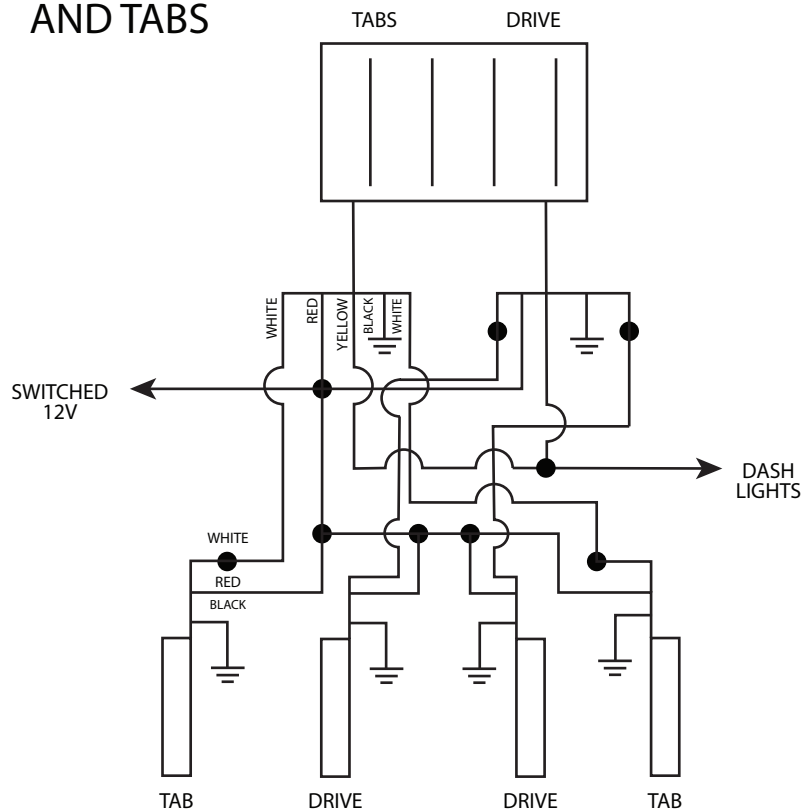 AND TABS
TABS DRIVE
WHITE
RED
YELLOW
BLACK
WHITE
SWITCHED
12V
DASH
LIGHTS
WHITE
RED
BLACK
TAB DRIVE DRIVE TAB